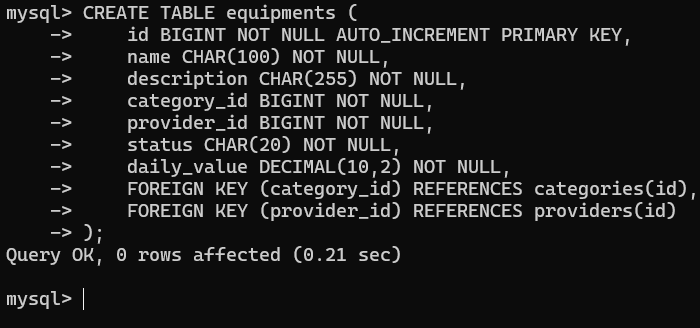 mysql> CREATE TABLE equipments (
    ->     id BIGINT NOT NULL AUTO_INCREMENT PRIMARY KEY,
    ->     name CHAR(100) NOT NULL,
    ->     description CHAR(255) NOT NULL,
    ->     category_id BIGINT NOT NULL,
    ->     provider_id BIGINT NOT NULL,
    ->     status CHAR(20) NOT NULL,
    ->     daily_value DECIMAL(10,2) NOT NULL,
    ->     FOREIGN KEY (category_id) REFERENCES categories(id),
    ->     FOREIGN KEY (provider_id) REFERENCES providers(id)
    -> );
Query OK, 0 rows affected (0.21 sec)
mysql>